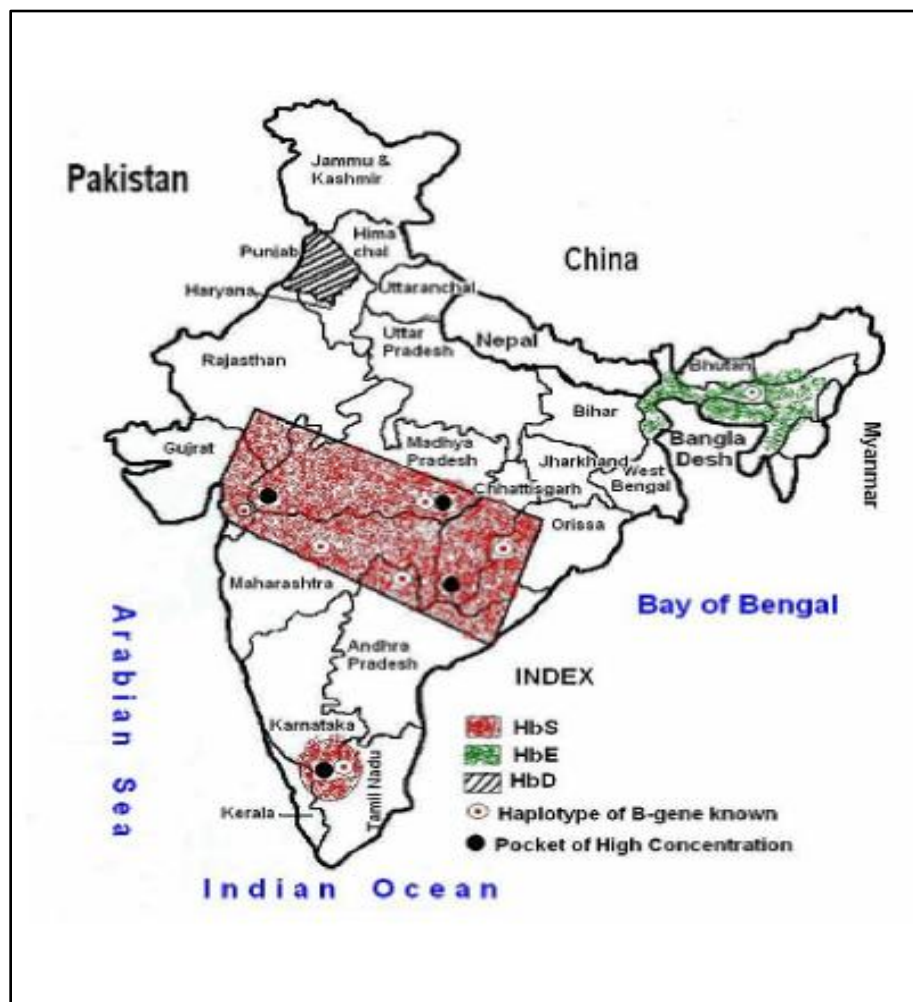 Jammu &
Kashmir
Pakistan
Hima
chal
Punjab
China
Haryana
Uttaranchal
Uttar
Pradesh
Nepal
Rajasthan
Bhutan
Bihar
Gujrat
Madhya
Pradesh
Bangla
Desh
Myanmar
Jharkhand
West
Bengal
Chhattisgarh
Orissa
Maharashtra
Bay of Bengal
Arabian Sea
Andhra
Pradesh
INDEX
Karnataka
HbS
HbE
Tamil Nadu
HbD
Kerala
Haplotype of B-gene known
Pocket of High Concentration
Indian Ocean